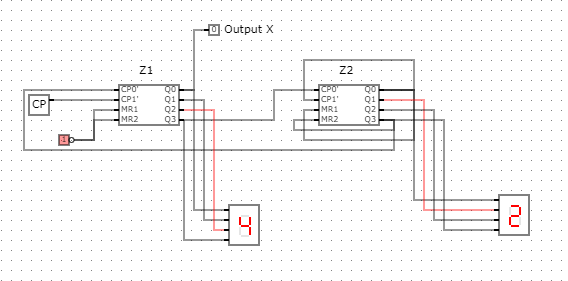 0 Output X
Z1
Z2
CP0' Q0
CP1' Q1
MR1 Q2
MR2 Q3
CP0' Q0
CP1' Q1
MR1 Q2
MR2 Q3
CP
1
4
2